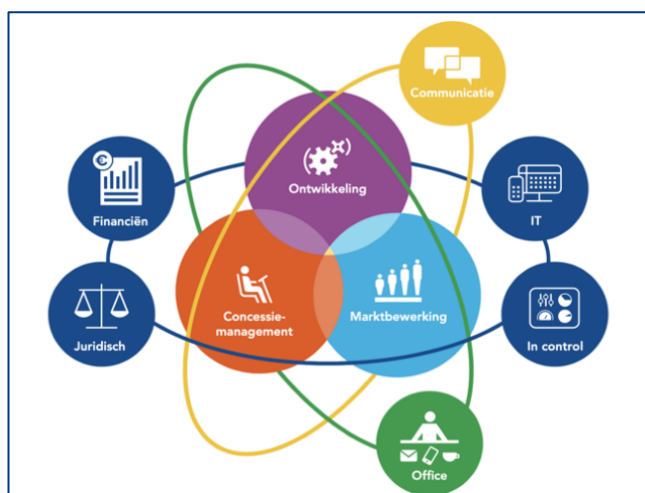 Communicatie
Ontwikkeling
Financiën
IT
Concessie-
management
Marktbewerking
Juridisch
In control
Office